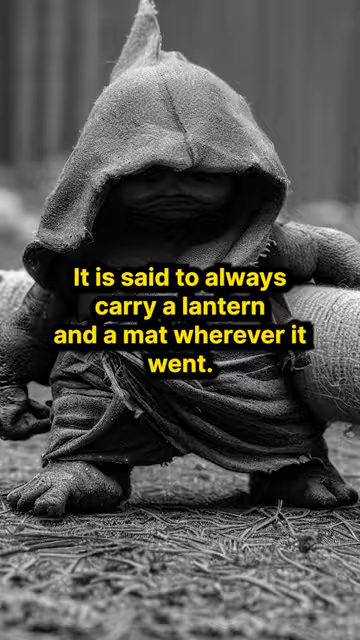 It is said to always
carry a lantern
and a mat wherever it
went.